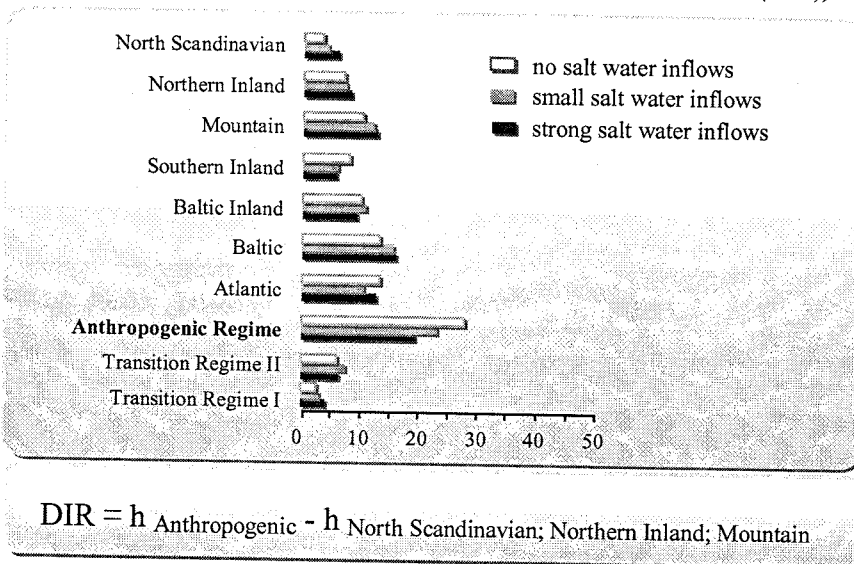 North Scandinavian
Northern Inland
Mountain
Southern Inland
Baltic Inland
Baltic
Atlantic
Anthropogenic Regime
Transition Regime II
Transition Regime I
no salt water inflows
small salt water inflows
strong salt water inflows
0 10 20 30 40 50
DIR = h Anthropogenic - h North Scandinavian; Northern Inland; Mountain